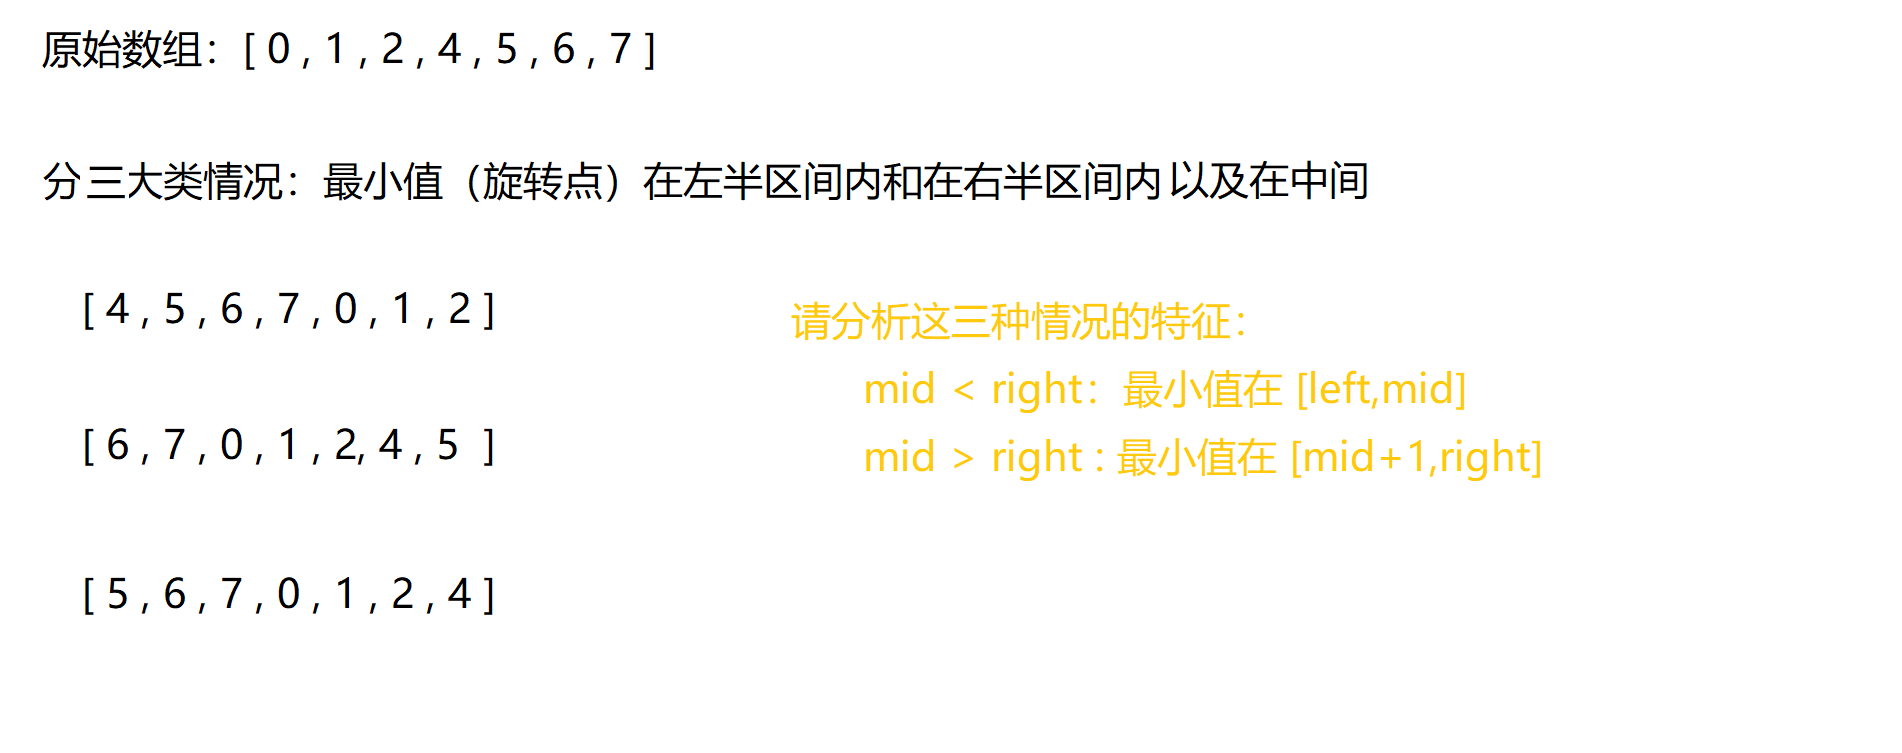 原始数组：[ 0 , 1 , 2 , 4 , 5 , 6 , 7 ]
分三大类情况：最小值（旋转点）在左半区间内和在右半区间内以及在中间
[ 4 , 5 , 6 , 7 , 0 , 1 , 2 ]
请分析这三种情况的特征：
mid < right：最小值在 [left,mid]
[ 6 , 7 , 0 , 1 , 2, 4 , 5 ]
mid > right : 最小值在 [mid+1,right]
[ 5 , 6 , 7 , 0 , 1 , 2 , 4 ]